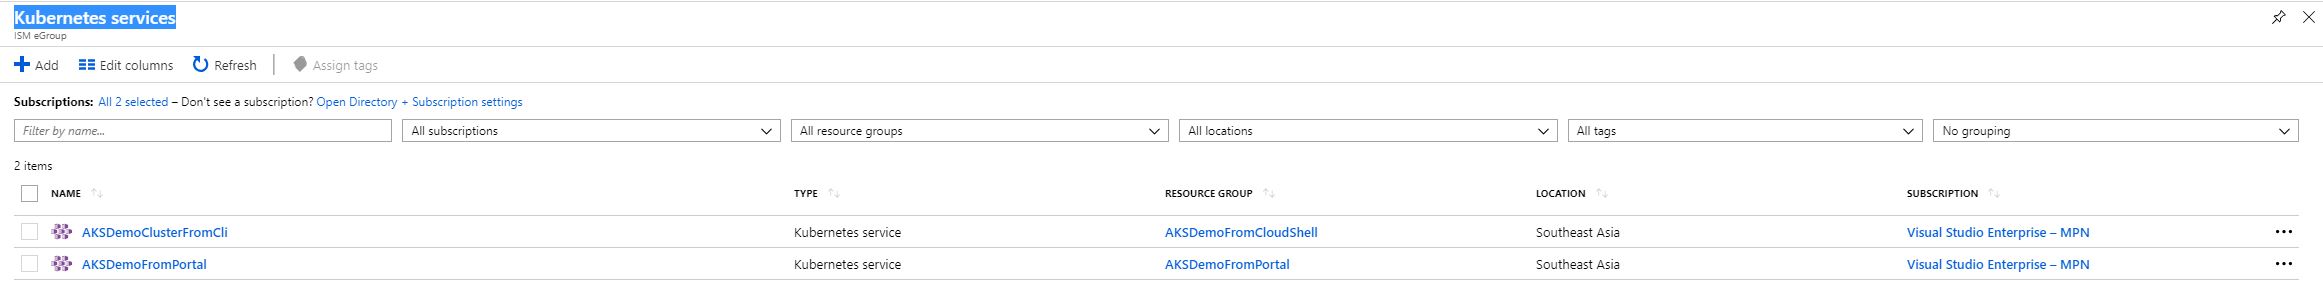 Kubernetes services
ISM eGroup
Add Edit columns Refresh Assign tags
Subscriptions: All 2 selected – Don't see a subscription? Open Directory + Subscription settings
Filter by name... All subscriptions All resource groups All locations All tags No grouping
2 items
NAME TYPE RESOURCE GROUP LOCATION SUBSCRIPTION
AKSDemoClusterFromCli Kubernetes service AKSDemoFromCloudShell Southeast Asia Visual Studio Enterprise – MPN
AKSDemoFromPortal Kubernetes service AKSDemoFromPortal Southeast Asia Visual Studio Enterprise – MPN